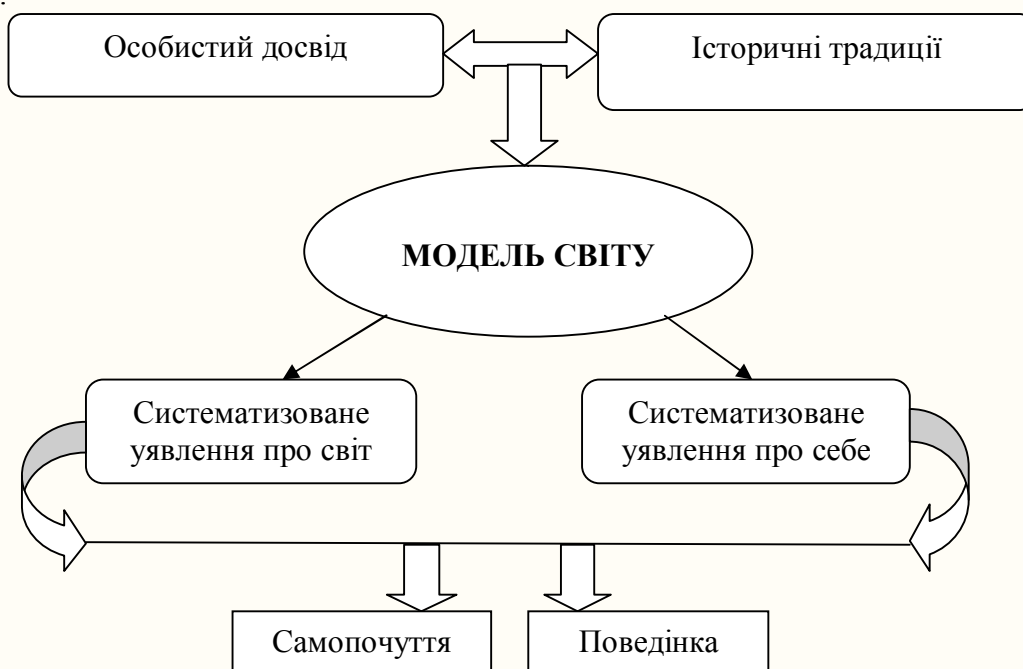 Особистий досвід
Історичні традиції
МОДЕЛЬ СВІТУ
Систематизоване
уявлення про світ
Систематизоване
уявлення про себе
Самопочуття
Поведінка